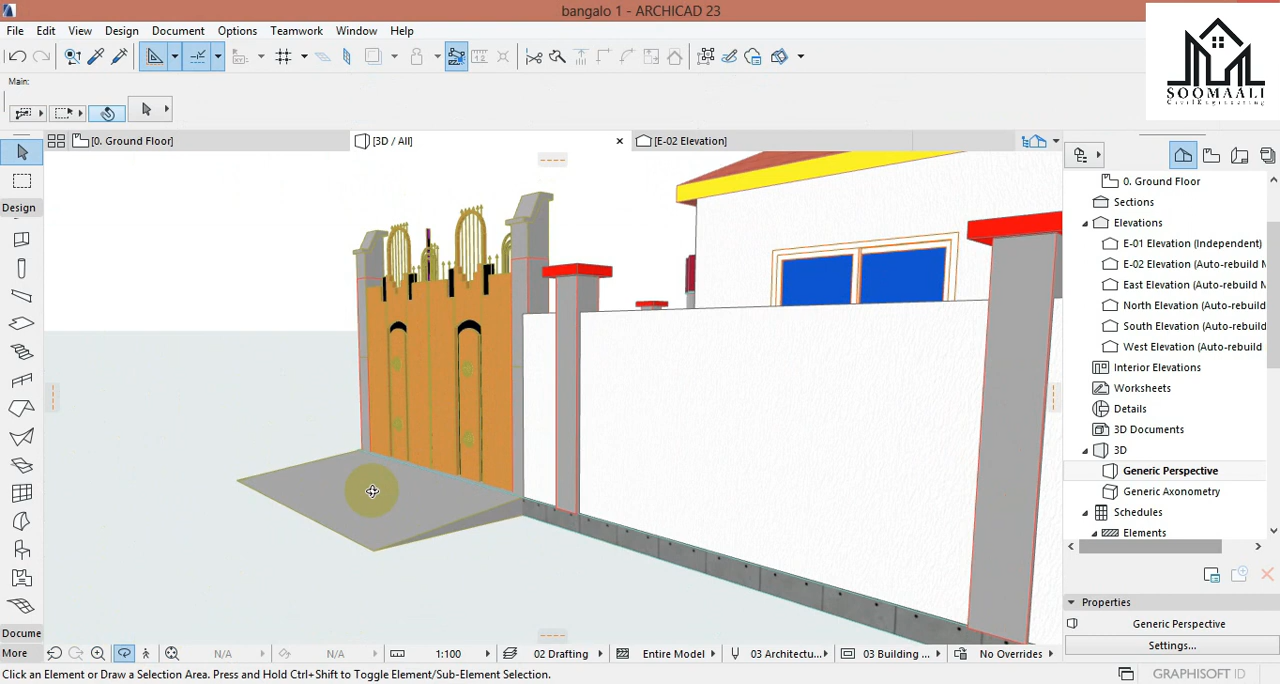 bangalo 1 - ARCHICAD 23
File Edit View Design Document Options Teamwork Window Help
SOOMAALI
Civil Engineering
Main:
[0. Ground Floor]
[3D / All]
[E-02 Elevation]
Design
0. Ground Floor
Sections
Elevations
E-01 Elevation (Independent)
E-02 Elevation (Auto-rebuild M
East Elevation (Auto-rebuild M
North Elevation (Auto-rebuild
South Elevation (Auto-rebuild
West Elevation (Auto-rebuild
Interior Elevations
Worksheets
Details
3D Documents
3D
Generic Perspective
Generic Axonometry
Schedules
Elements
Properties
Generic Perspective
Settings...
Docume
More
N/A
N/A
1:100
02 Drafting
Entire Model
03 Architectu...
03 Building ...
No Overrides
Click an Element or Draw a Selection Area. Press and Hold Ctrl+Shift to Toggle Element/Sub-Element Selection.
GRAPHISOFT ID